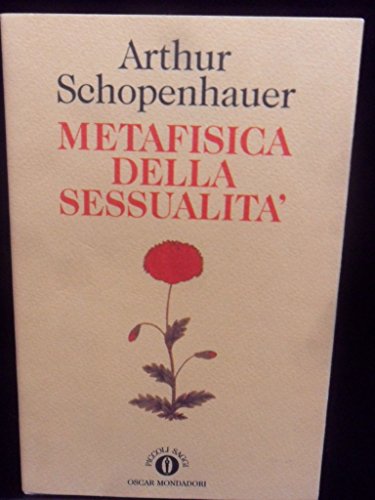 Arthur
Schopenhauer
METAFISICA
DELLA
SESSUALITA'
PICCOLI SAGGI
OSCAR MONDADORI